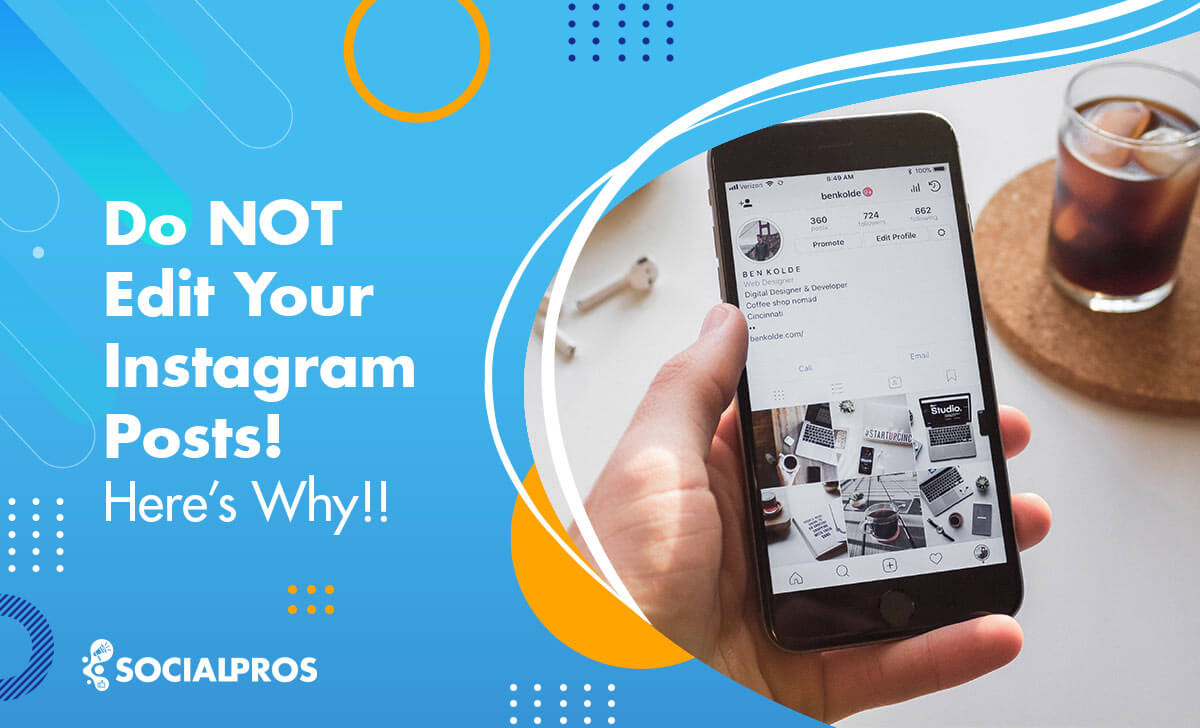 Do NOT
Edit Your
Instagram
Posts!
Here's Why!!
SOCIALPROS
Verizon
8:49 AM
100%
benkolde
360
724
662
posts
followers
following
Promote
Edit Profile
BEN KOLDE
Web Designer
Digital Designer & Developer
Coffee shop nomad
Cincinnati
benkolde.com/
Call
Email
Studio.
#STARTUPCINCY